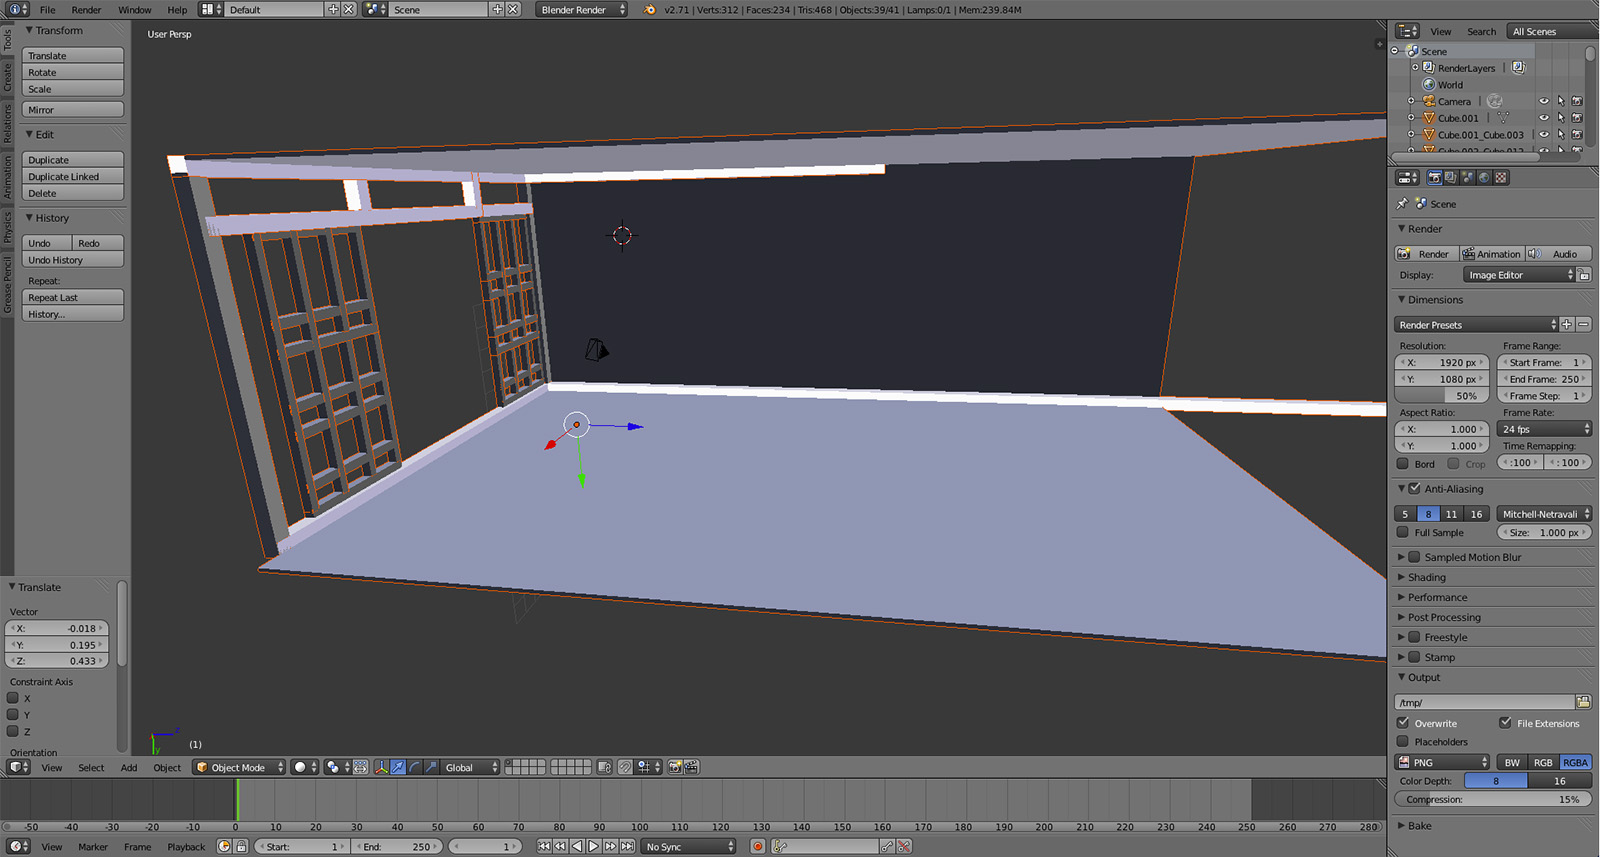 File Render Window Help Default Scene Blender Render v2.71 | Verts:312 | Faces:234 | Tris:468 | Objects:39/41 | Lamps:0/1 | Mem:239.84M
Tools
Create
Relations
Animation
Physics
Grease Pencil
Transform
Translate
Rotate
Scale
Mirror
Edit
Duplicate
Duplicate Linked
Delete
History
Undo Redo
Undo History
Repeat:
Repeat Last
History...
Translate
Vector
X: -0.018
Y: 0.195
Z: 0.433
Constraint Axis
X
Y
Z
Orientation
User Persp
z
y
(1)
View Select Add Object Object Mode Global
-50 -40 -30 -20 -10 0 10 20 30 40 50 60 70 80 90 100 110 120 130 140 150 160 170 180 190 200 210 220 230 240 250 260 270 280
View Marker Frame Playback Start: 1 End: 250 1 No Sync
View Search All Scenes
Scene
RenderLayers |
World
Camera |
Cube.001 |
Cube.001_Cube.003
Scene
Render
Render Animation Audio
Display: Image Editor
Dimensions
Render Presets
Resolution: Frame Range:
X: 1920 px Start Frame: 1
Y: 1080 px End Frame: 250
50% Frame Step: 1
Aspect Ratio: Frame Rate:
X: 1.000 24 fps
Y: 1.000 Time Remapping:
Bord Crop :100 : 100
Anti-Aliasing
5 8 11 16 Mitchell-Netravali
Full Sample Size: 1.000 px
Sampled Motion Blur
Shading
Performance
Post Processing
Freestyle
Stamp
Output
/tmp/
Overwrite File Extensions
Placeholders
PNG BW RGB RGBA
Color Depth: 8 16
Compression: 15%
Bake